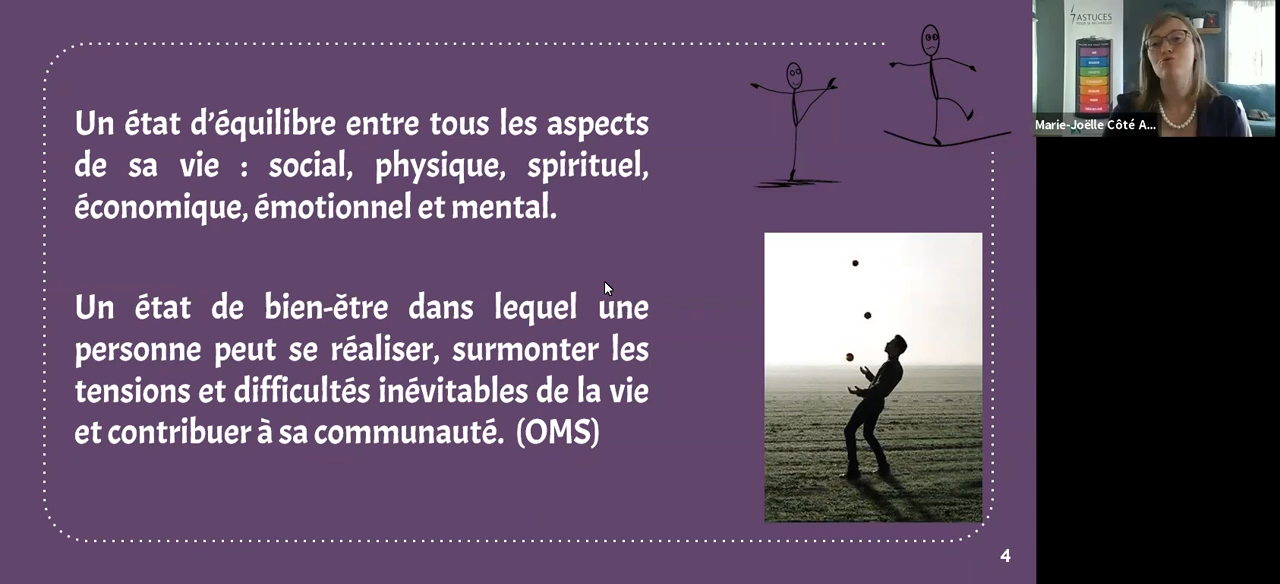 Un état d'équilibre entre tous les aspects
de sa vie : social, physique, spirituel,
économique, émotionnel et mental.
Un état de bien-être dans lequel une
personne peut se réaliser, surmonter les
tensions et difficultés inévitables de la vie
et contribuer à sa communauté. (OMS)
4
7 ASTUCES
Marie-Joëlle Côté A...